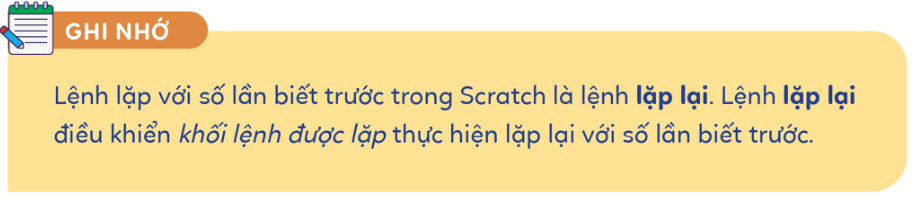 GHI NHỚ
Lệnh lặp với số lần biết trước trong Scratch là lệnh lặp lại. Lệnh lặp lại
điều khiển khối lệnh được lặp thực hiện lặp lại với số lần biết trước.